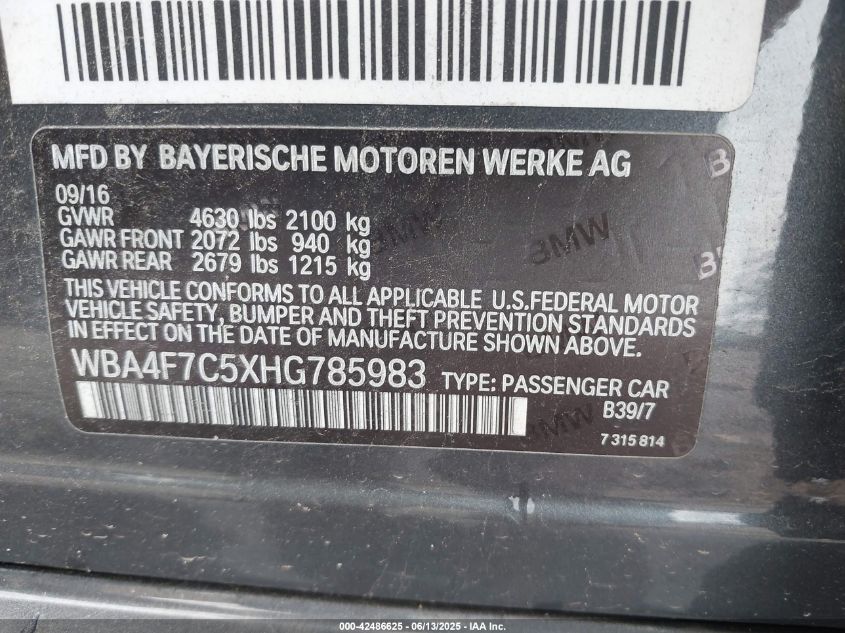 MFD BY BAYERISCHE MOTOREN WERKE AG
09/16
GVWR 4630 lbs 2100 kg
GAWR FRONT 2072 lbs 940 kg
GAWR REAR 2679 lbs 1215 kg
THIS VEHICLE CONFORMS TO ALL APPLICABLE U.S.FEDERAL MOTOR
VEHICLE SAFETY, BUMPER AND THEFT PREVENTION STANDARDS
IN EFFECT ON THE DATE OF MANUFACTURE SHOWN ABOVE.
WBA4F7C5XHG785983 TYPE: PASSENGER CAR
B39/7
7 315 814
BMW
BMW
BMW
000-42486625 - 06/13/2025 - IAA Inc.